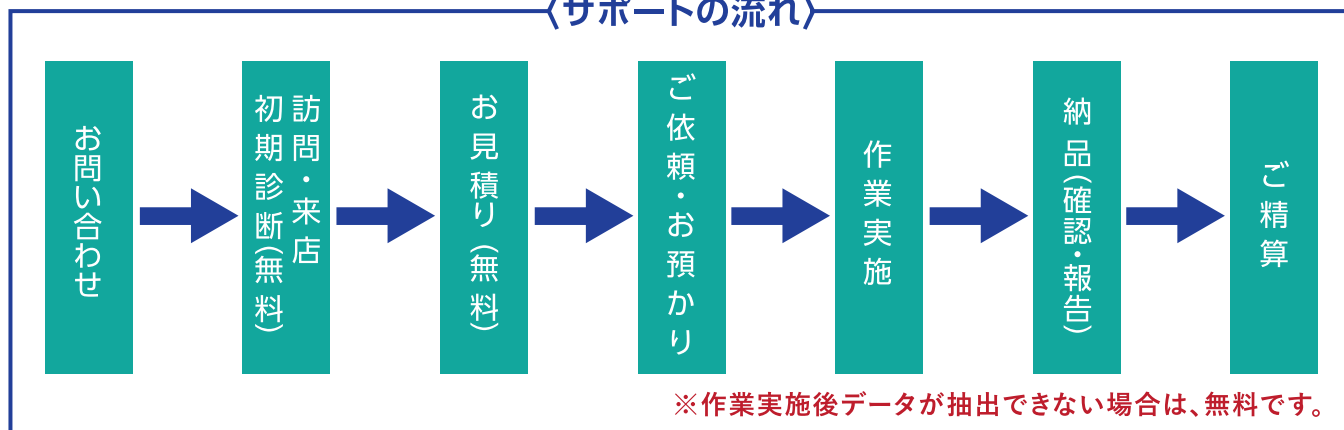 〈サポートの流れ〉
お問い合わせ
訪問・来店
初期診断(無料)
お見積り(無料)
ご依頼・お預かり
作業実施
納品(確認・報告)
ご精算
※作業実施後データが抽出できない場合は、無料です。